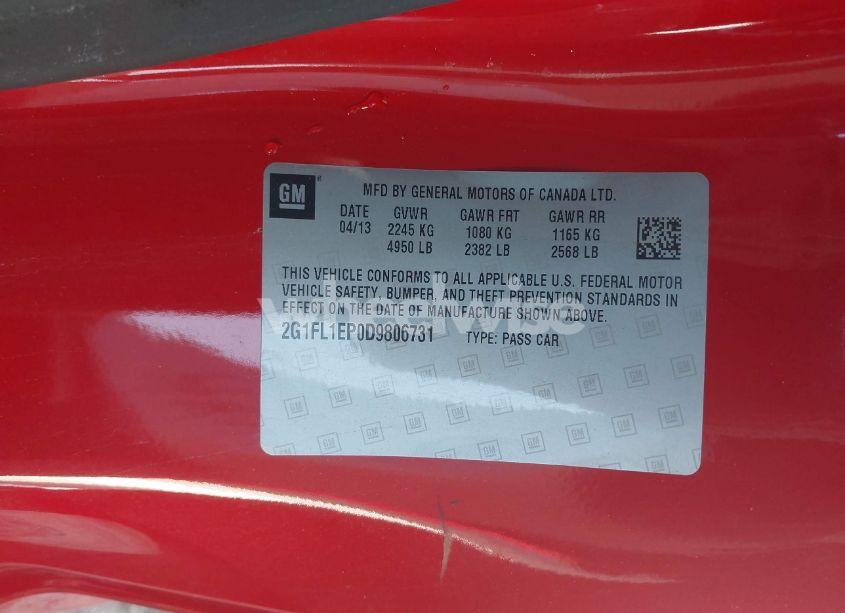 GM
MFD BY GENERAL MOTORS OF CANADA LTD.
DATE GVWR GAWR FRT GAWR RR
04/13 2245 KG 1080 KG 1165 KG
4950 LB 2382 LB 2568 LB
THIS VEHICLE CONFORMS TO ALL APPLICABLE U.S. FEDERAL MOTOR
VEHICLE SAFETY, BUMPER, AND THEFT PREVENTION STANDARDS IN
EFFECT ON THE DATE OF MANUFACTURE SHOWN ABOVE.
2G1FL1EP0D9806731 TYPE: PASS CAR